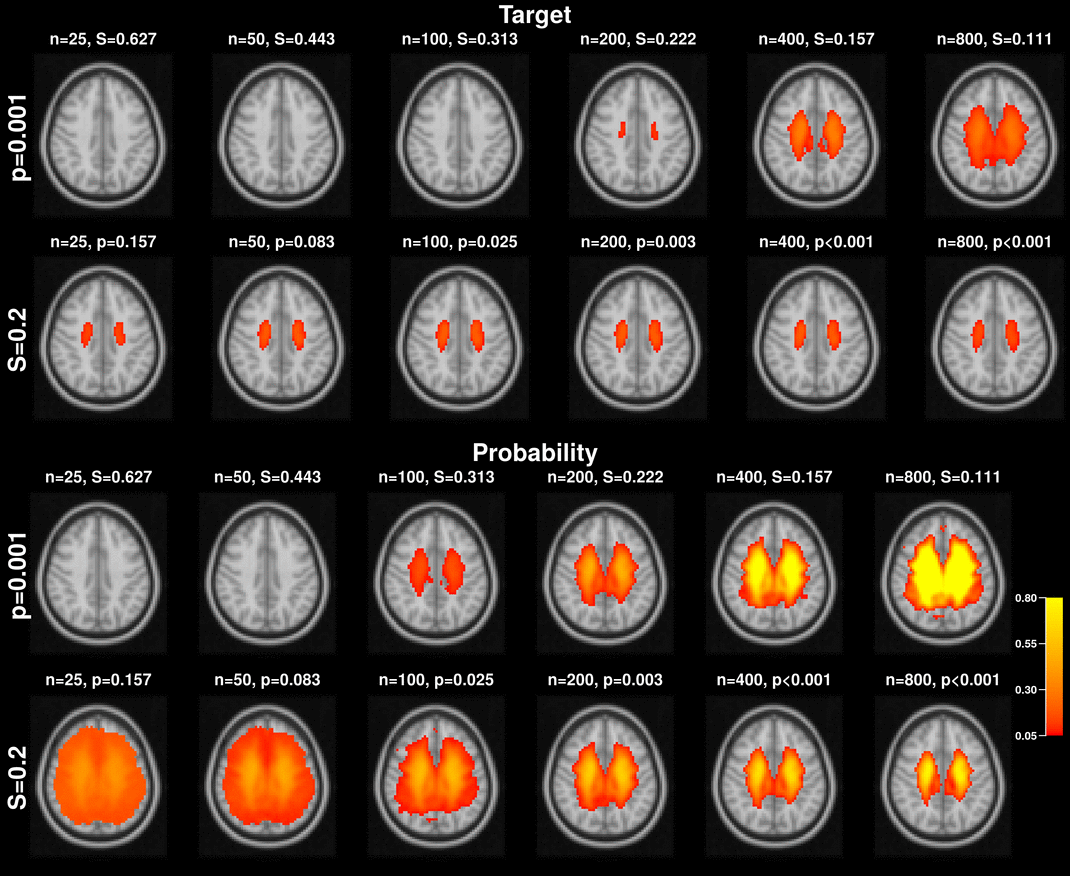 Target
n=25, S=0.627 n=50, S=0.443 n=100, S=0.313 n=200, S=0.222 n=400, S=0.157 n=800, S=0.111
p=0.001
n=25, p=0.157 n=50, p=0.083 n=100, p=0.025 n=200, p=0.003 n=400, p<0.001 n=800, p<0.001
S=0.2
Probability
n=25, S=0.627 n=50, S=0.443 n=100, S=0.313 n=200, S=0.222 n=400, S=0.157 n=800, S=0.111
p=0.001
0.80
0.55
n=25, p=0.157 n=50, p=0.083 n=100, p=0.025 n=200, p=0.003 n=400, p<0.001 n=800, p<0.001
0.30
0.05
S=0.2